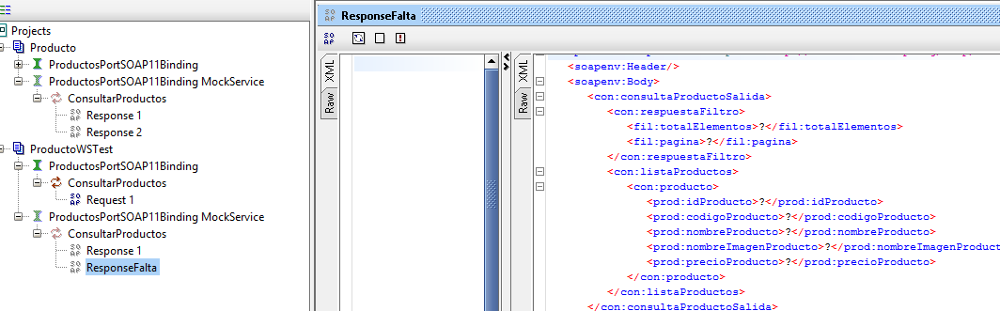 ResponseFalta
Projects
Producto
ProductosPortSOAP11Binding
ProductosPortSOAP11Binding MockService
ConsultarProductos
Response 1
Response 2
ProductoWSTest
ProductosPortSOAP11Binding
ConsultarProductos
Request 1
ProductosPortSOAP11Binding MockService
ConsultarProductos
Response 1
ResponseFalta
XML
Raw
XML
Raw
<soapenv:Header/>
<soapenv:Body>
<con:consultaProductoSalida>
<con:respuestaFiltro>
<fil:totalElementos>?</fil:totalElementos>
<fil:pagina>?</fil:pagina>
</con:respuestaFiltro>
<con:listaProductos>
<con:producto>
<prod:idProducto>?</prod:idProducto>
<prod:codigoProducto>?</prod:codigoProducto>
<prod:nombreProducto>?</prod:nombreProducto>
<prod:nombreImagenProducto>?</prod:nombreImagenProduct
<prod:precioProducto>?</prod:precioProducto>
</con:producto>
</con:listaProductos>
</con:consultaProductoSalida>